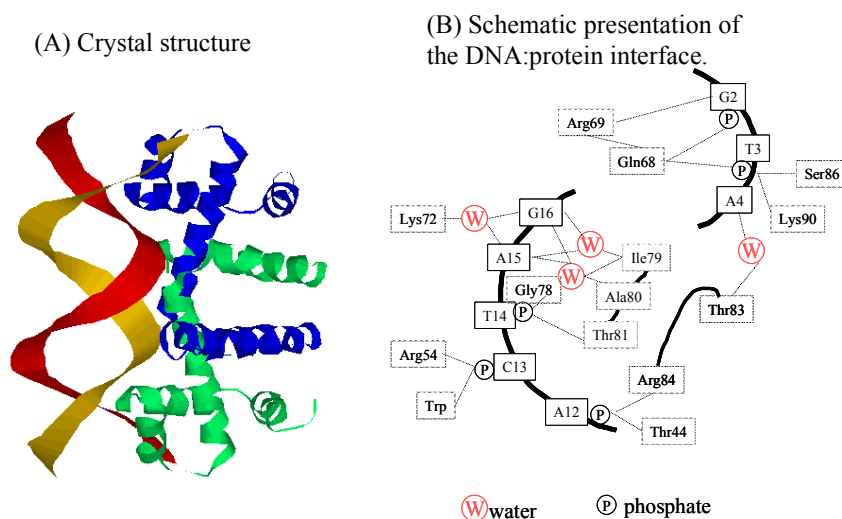 (A) Crystal structure
(B) Schematic presentation of
the DNA:protein interface.
G2
P
Arg69
T3
Gln68
P
Ser86
A4
Lys90
Lys72
W
G16
W
W
A15
Ile79
W
Gly78
Ala80
T14
P
Thr81
Thr83
Arg54
P
C13
Arg84
Trp
A12
P
Thr44
W water
P phosphate